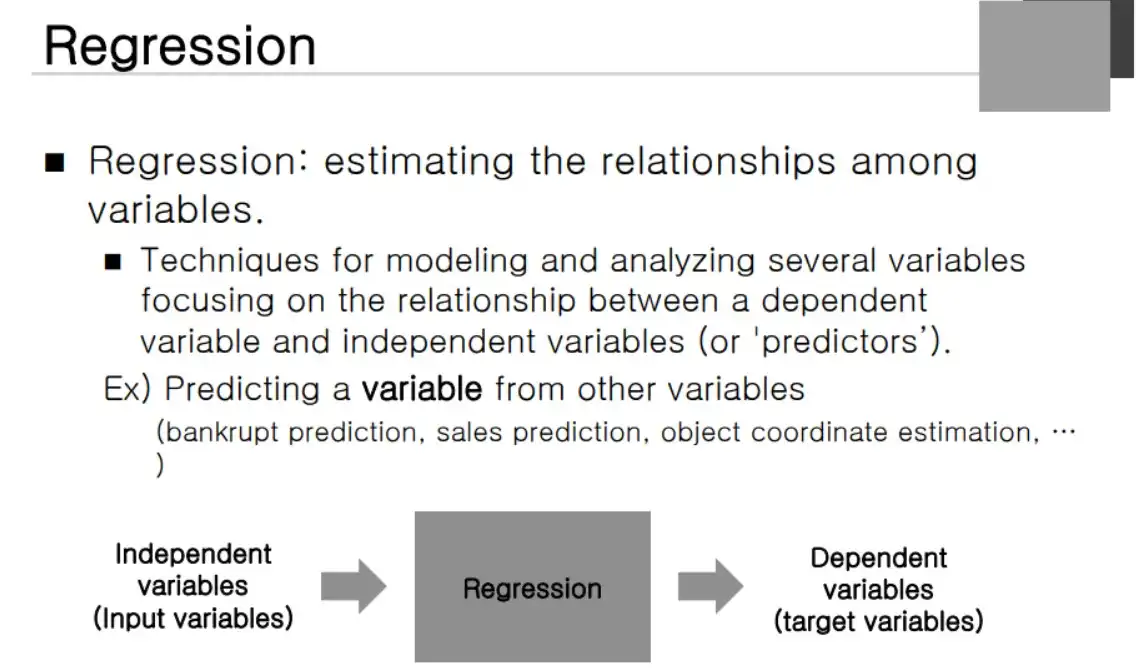 Regression
■ Regression: estimating the relationships among
variables.
■ Techniques for modeling and analyzing several variables
focusing on the relationship between a dependent
variable and independent variables (or 'predictors’).
Ex) Predicting a variable from other variables
(bankrupt prediction, sales prediction, object coordinate estimation, …
)
Independent
variables
(Input variables)
Regression
Dependent
variables
(target variables)